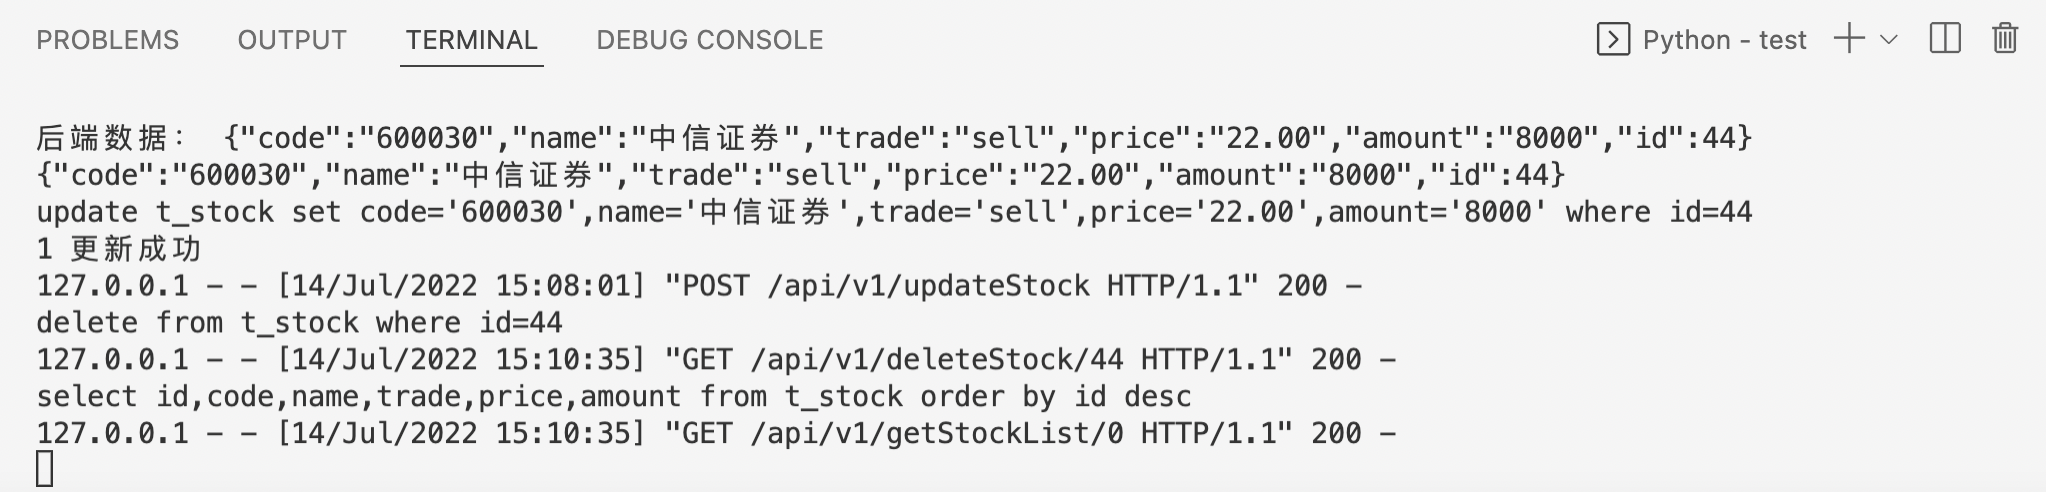 PROBLEMS OUTPUT TERMINAL DEBUG CONSOLE Python - test
后端数据： {"code":"600030","name":"中信证券","trade":"sell","price":"22.00","amount":"8000","id":44}
{"code":"600030","name":"中信证券","trade":"sell","price":"22.00","amount":"8000","id":44}
update t_stock set code='600030',name='中信证券',trade='sell',price='22.00',amount='8000' where id=44
1 更新成功
127.0.0.1 - - [14/Jul/2022 15:08:01] "POST /api/v1/updateStock HTTP/1.1" 200 -
delete from t_stock where id=44
127.0.0.1 - - [14/Jul/2022 15:10:35] "GET /api/v1/deleteStock/44 HTTP/1.1" 200 -
select id,code,name,trade,price,amount from t_stock order by id desc
127.0.0.1 - - [14/Jul/2022 15:10:35] "GET /api/v1/getStockList/0 HTTP/1.1" 200 -